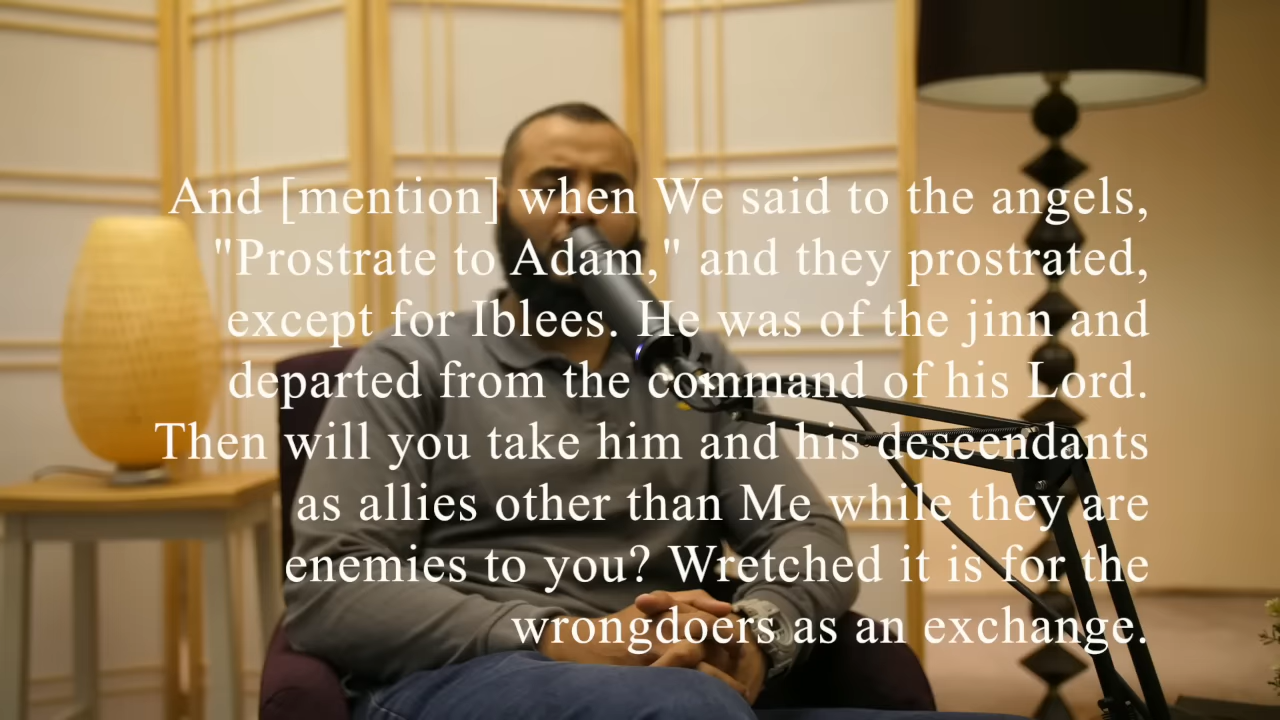 And [mention] when We said to the angels,
"Prostrate to Adam," and they prostrated,
except for Iblees. He was of the jinn and
departed from the command of his Lord.
Then will you take him and his descendants
as allies other than Me while they are
enemies to you? Wretched it is for the
wrongdoers as an exchange.